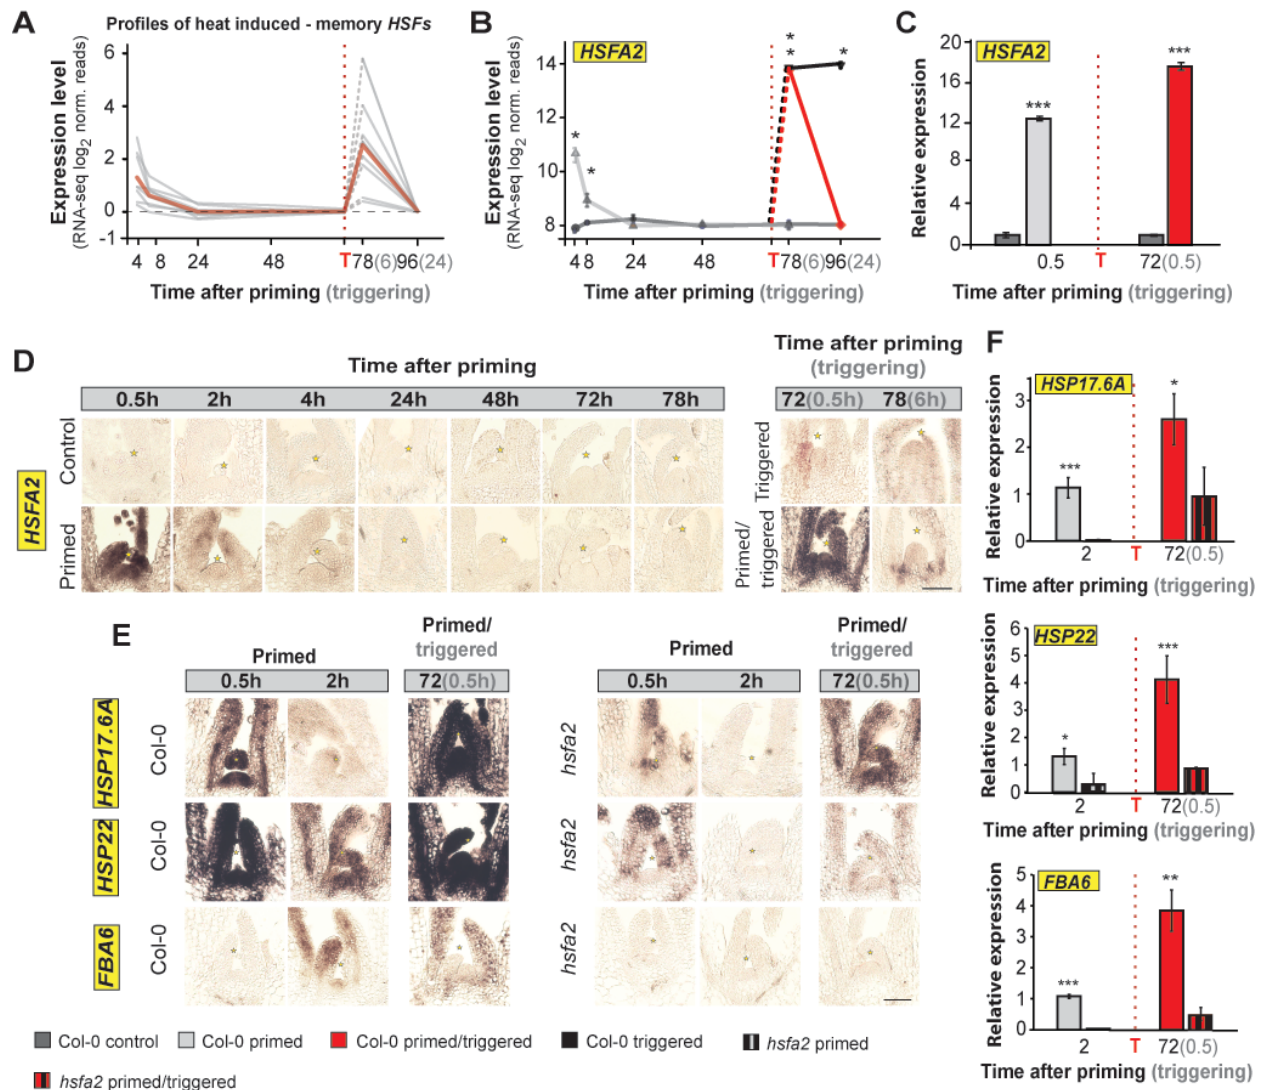 A
Profiles of heat induced - memory HSFs
Expression level
(RNA-seq log2 norm. reads)
6
4
2
0
-1
4 8 24 48 T78(6)96(24)
Time after priming (triggering)
B
HSFA2
Expression level
(RNA-seq log2 norm. reads)
14
12
10
8
* * * * *
4 8 24 48 T78(6)96(24)
Time after priming (triggering)
C
HSFA2
Relative expression
20
16
12
8
4
0
*** ***
0.5 T 72(0.5)
Time after priming (triggering)
D
Time after priming
Time after priming
(triggering)
0.5h 2h 4h 24h 48h 72h 78h
72(0.5h) 78(6h)
HSFA2
Control
Primed
Triggered
Primed/
triggered
E
Primed
Primed/
triggered
0.5h 2h 72(0.5h)
Primed
Primed/
triggered
0.5h 2h 72(0.5h)
HSP17.6A Col-0 hsfa2
HSP22 Col-0 hsfa2
FBA6 Col-0 hsfa2
F
HSP17.6A
Relative expression
3
2
1
0
*** *
2 T 72(0.5)
Time after priming (triggering)
HSP22
Relative expression
6
5
4
3
2
1
0
* ***
2 T 72(0.5)
Time after priming (triggering)
FBA6
Relative expression
5
4
3
2
1
0
*** **
2 T 72(0.5)
Time after priming (triggering)
Col-0 control Col-0 primed Col-0 primed/triggered Col-0 triggered hsfa2 primed
hsfa2 primed/triggered